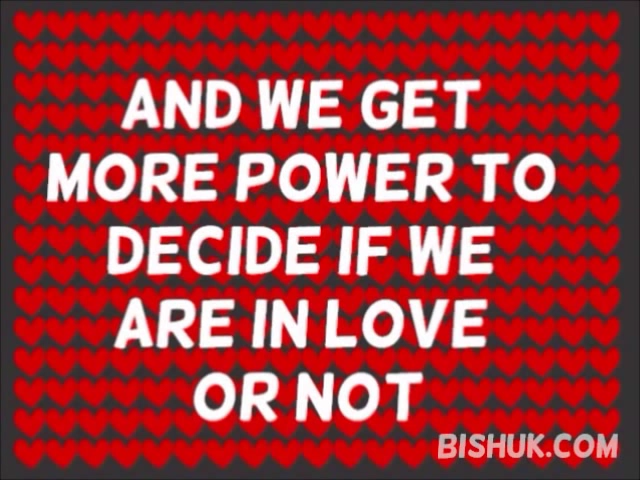 AND WE GET
MORE POWER TO
DECIDE IF WE
ARE IN LOVE
OR NOT
BISHUK.COM